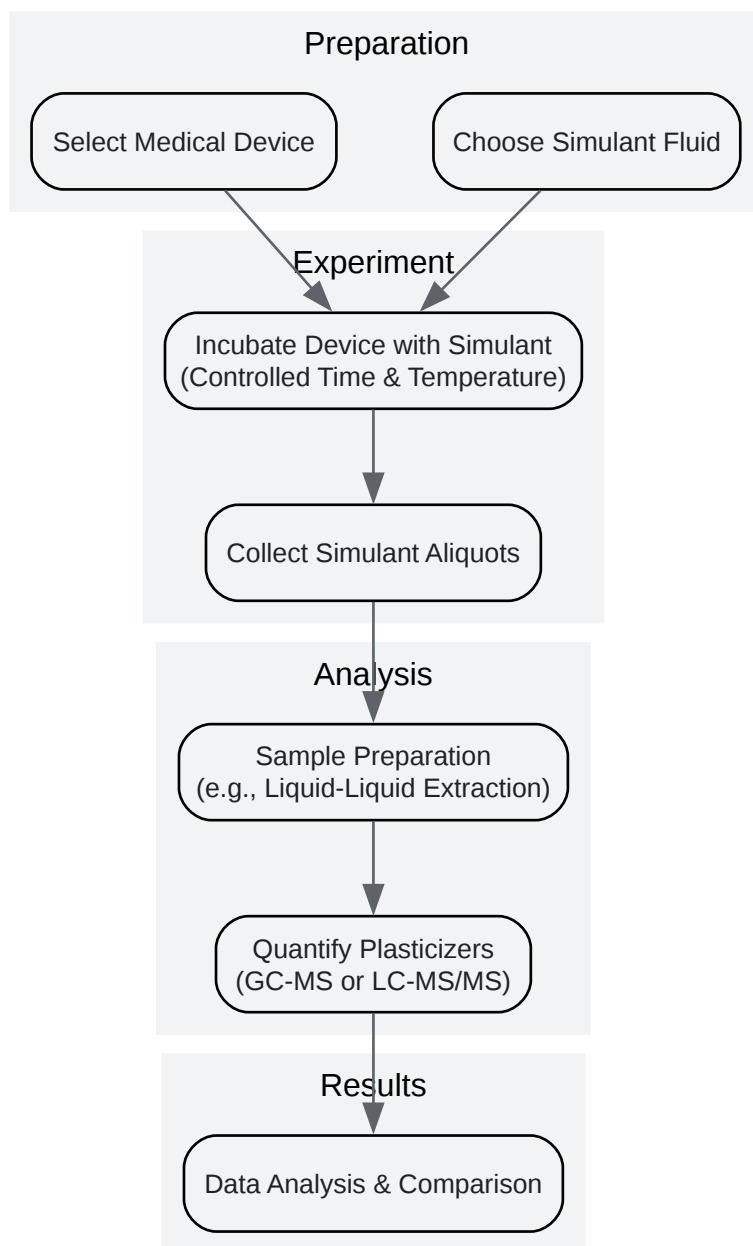 Preparation
Select Medical Device
Choose Simulant Fluid
Experiment
Incubate Device with Simulant
(Controlled Time & Temperature)
Collect Simulant Aliquots
Analysis
Sample Preparation
(e.g., Liquid-Liquid Extraction)
Quantify Plasticizers
(GC-MS or LC-MS/MS)
Results
Data Analysis & Comparison